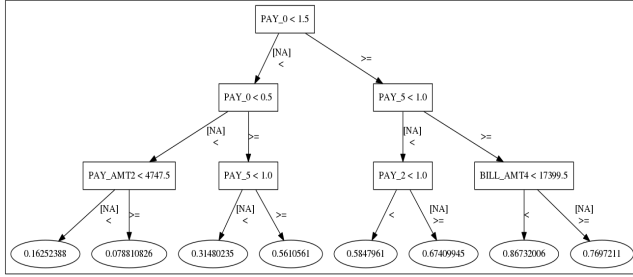 PAY_0 < 1.5
[NA]
<
>=
PAY_0 < 0.5
PAY_5 < 1.0
[NA]
<
>=
[NA]
<
>=
PAY_AMT2 < 4747.5
PAY_5 < 1.0
PAY_2 < 1.0
BILL_AMT4 < 17399.5
[NA]
<
>=
[NA]
<
>=
<
[NA]
>=
<
[NA]
>=
0.16252388
0.078810826
0.31480235
0.5610561
0.5847961
0.67409945
0.86732006
0.7697211